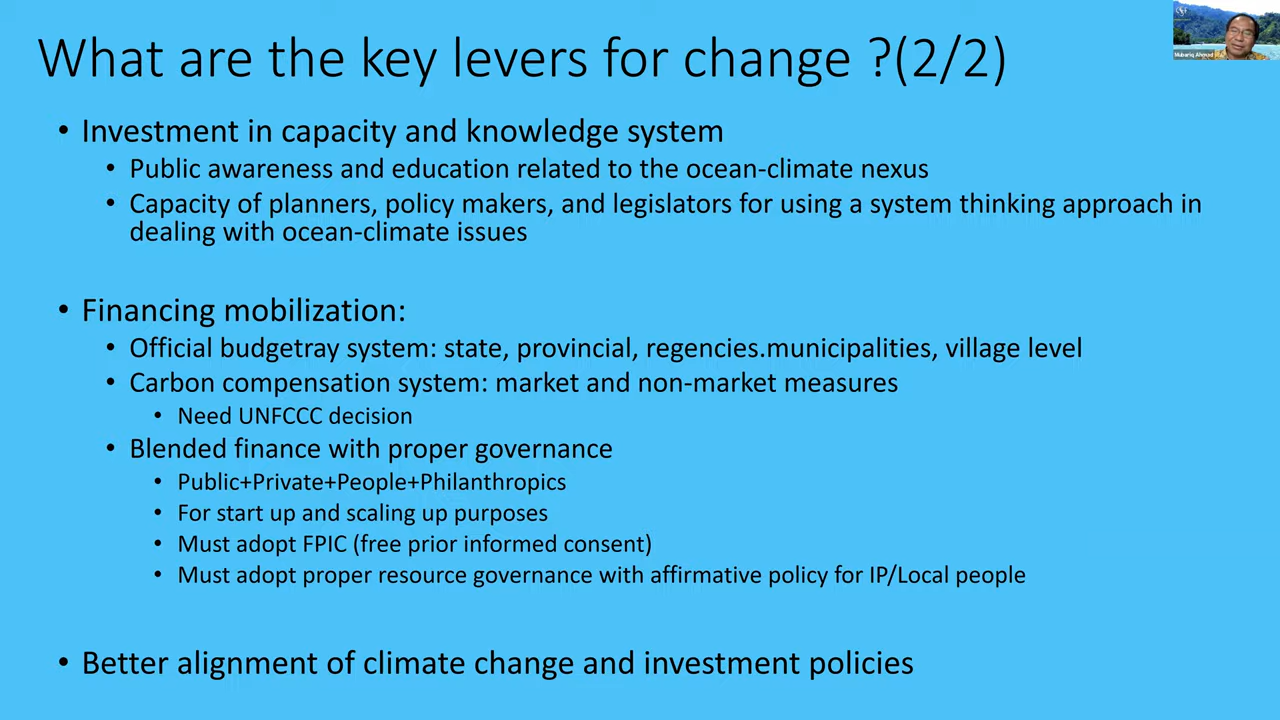 What are the key levers for change ?(2/2)
• Investment in capacity and knowledge system
• Public awareness and education related to the ocean-climate nexus
• Capacity of planners, policy makers, and legislators for using a system thinking approach in
dealing with ocean-climate issues
• Financing mobilization:
• Official budgetray system: state, provincial, regencies.municipalities, village level
• Carbon compensation system: market and non-market measures
• Need UNFCCC decision
• Blended finance with proper governance
• Public+Private+People+Philanthropics
• For start up and scaling up purposes
• Must adopt FPIC (free prior informed consent)
• Must adopt proper resource governance with affirmative policy for IP/Local people
• Better alignment of climate change and investment policies
Mubariq Ahmad